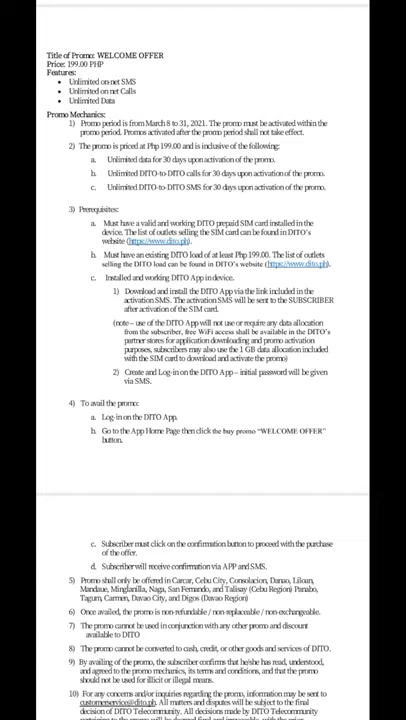 Title of Promo: WELCOME OFFER
Price: 199.00 PHP
Features:
• Unlimited on-net SMS
• Unlimited on net Calls
• Unlimited Data
Promo Mechanics:
1) Promo period is from March 8 to 31, 2021. The promo must be activated within the
promo period. Promos activated after the promo period shall not take effect.
2) The promo is priced at Php 199.00 and is inclusive of the following:
a. Unlimited data for 30 days upon activation of the promo.
b. Unlimited DITO-to-DITO calls for 30 days upon activation of the promo.
c. Unlimited DITO-to-DITO SMS for 30 days upon activation of the promo.
3) Prerequisites:
a. Must have a valid and working DITO prepaid SIM card installed in the
device. The list of outlets selling the SIM card can be found in DITO's
website (https://www.dito.ph).
b. Must have an existing DITO load of at least Php 199.00. The list of outlets
selling the DITO load can be found in DITO's website (https://www.dito.ph).
c. Installed and working DITO App in device.
1) Download and install the DITO App via the link included in the
activation SMS. The activation SMS will be sent to the SUBSCRIBER
after activation of the SIM card.
(note – use of the DITO App will not use or require any data allocation
from the subscriber, free WiFi access shall be available in the DITO's
partner stores for application downloading and promo activation
purposes, subscribers may also use the 1 GB data allocation included
with the SIM card to download and activate the promo)
2) Create and Log-in on the DITO App – initial password will be given
via SMS.
4) To avail the promo:
a. Log-in on the DITO App.
b. Go to the App Home Page then click the buy promo "WELCOME OFFER"
button.
c. Subscriber must click on the confirmation button to proceed with the purchase
of the offer.
d. Subscriber will receive confirmation via APP and SMS.
5) Promo shall only be offered in Carcar, Cebu City, Consolacion, Danao, Liloan,
Mandaue, Minglanilla, Naga, San Fernando, and Talisay (Cebu Region) Panabo,
Tagum, Carmen, Davao City, and Digos (Davao Region)
6) Once availed, the promo is non-refundable / non-replaceable / non-exchangeable.
7) The promo cannot be used in conjunction with any other promo and discount
available to DITO
8) The promo cannot be converted to cash, credit, or other goods and services of DITO.
9) By availing of the promo, the subscriber confirms that he/she has read, understood,
and agreed to the promo mechanics, its terms and conditions, and that the promo
should not be used for illicit or illegal means.
10) For any concerns and/or inquiries regarding the promo, information may be sent to
customerservice@dito.ph. All matters and disputes will be subject to the final
decision of DITO Telecommunity. All decisions made by DITO Telecommunity